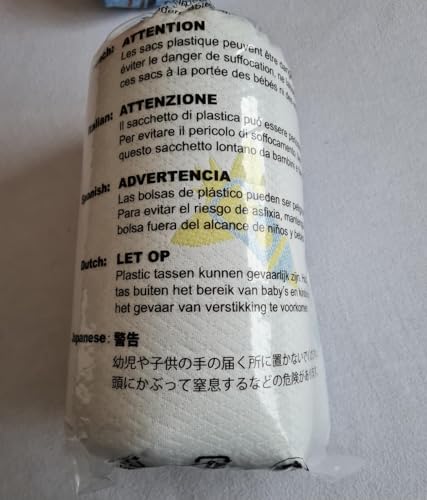 ch: ATTENTION
Les sacs plastique peuvent être
éviter le danger de suffocation, ne
ces sacs à la portée des bébés ni
Italian: ATTENZIONE
Il sacchetto di plastica puó essere
Per evitare il pericolo di soffocamento
questo sacchetto lontano da bambini
Spanish: ADVERTENCIA
Las bolsas de plástico pueden ser
Para evitar el riesgo de asfixia,
bolsa fuera del alcance de niños y
Dutch: LET OP
Plastic tassen kunnen gevaarlijk zijn.
tas buiten het bereik van baby's en
het gevaar van verstikking te
Japanese: 警告
幼児や子供の手の届く所に置かないで
頭にかぶって窒息するなどの危険が